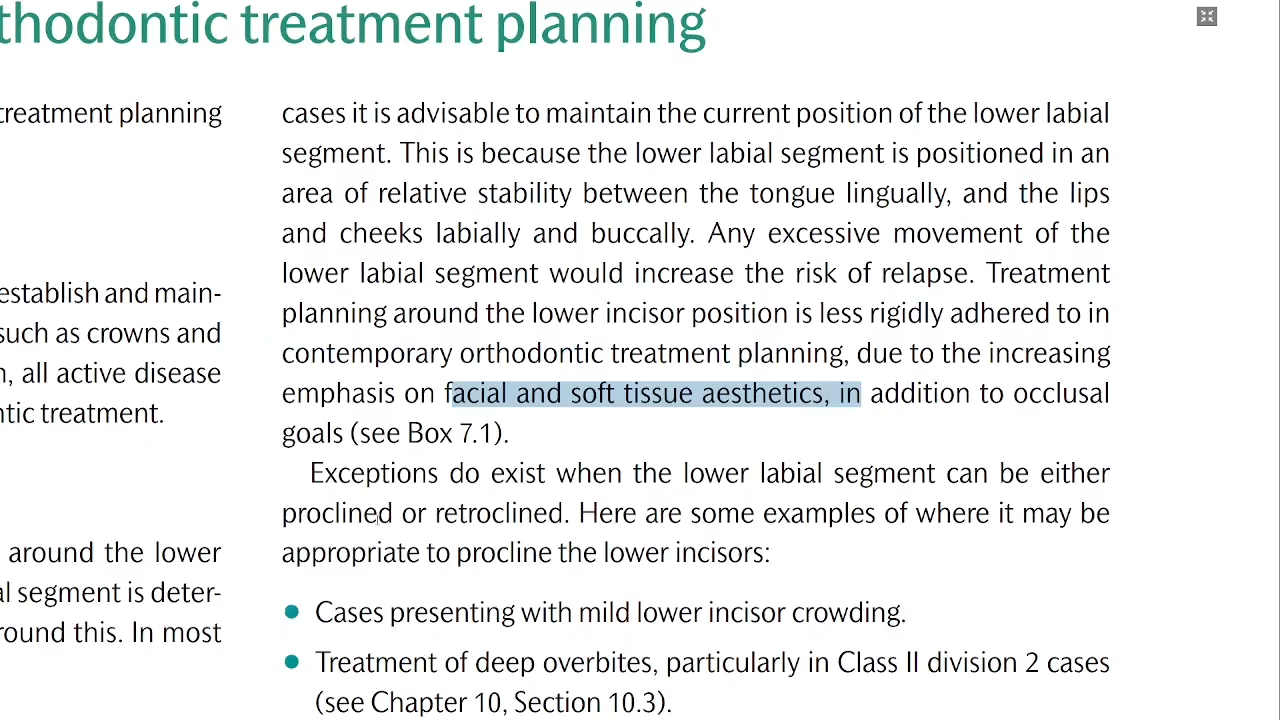 thodontic treatment planning
treatment planning
establish and main-
such as crowns and
n, all active disease
ntic treatment.
around the lower
al segment is deter-
round this. In most
cases it is advisable to maintain the current position of the lower labial
segment. This is because the lower labial segment is positioned in an
area of relative stability between the tongue lingually, and the lips
and cheeks labially and buccally. Any excessive movement of the
lower labial segment would increase the risk of relapse. Treatment
planning around the lower incisor position is less rigidly adhered to in
contemporary orthodontic treatment planning, due to the increasing
emphasis on facial and soft tissue aesthetics, in addition to occlusal
goals (see Box 7.1).
Exceptions do exist when the lower labial segment can be either
proclined or retroclined. Here are some examples of where it may be
appropriate to procline the lower incisors:
● Cases presenting with mild lower incisor crowding.
● Treatment of deep overbites, particularly in Class II division 2 cases
(see Chapter 10, Section 10.3).